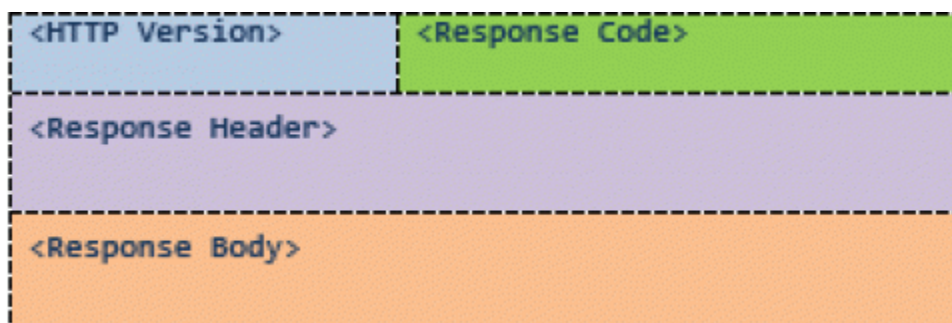 <HTTP Version> <Response Code>
<Response Header>
<Response Body>